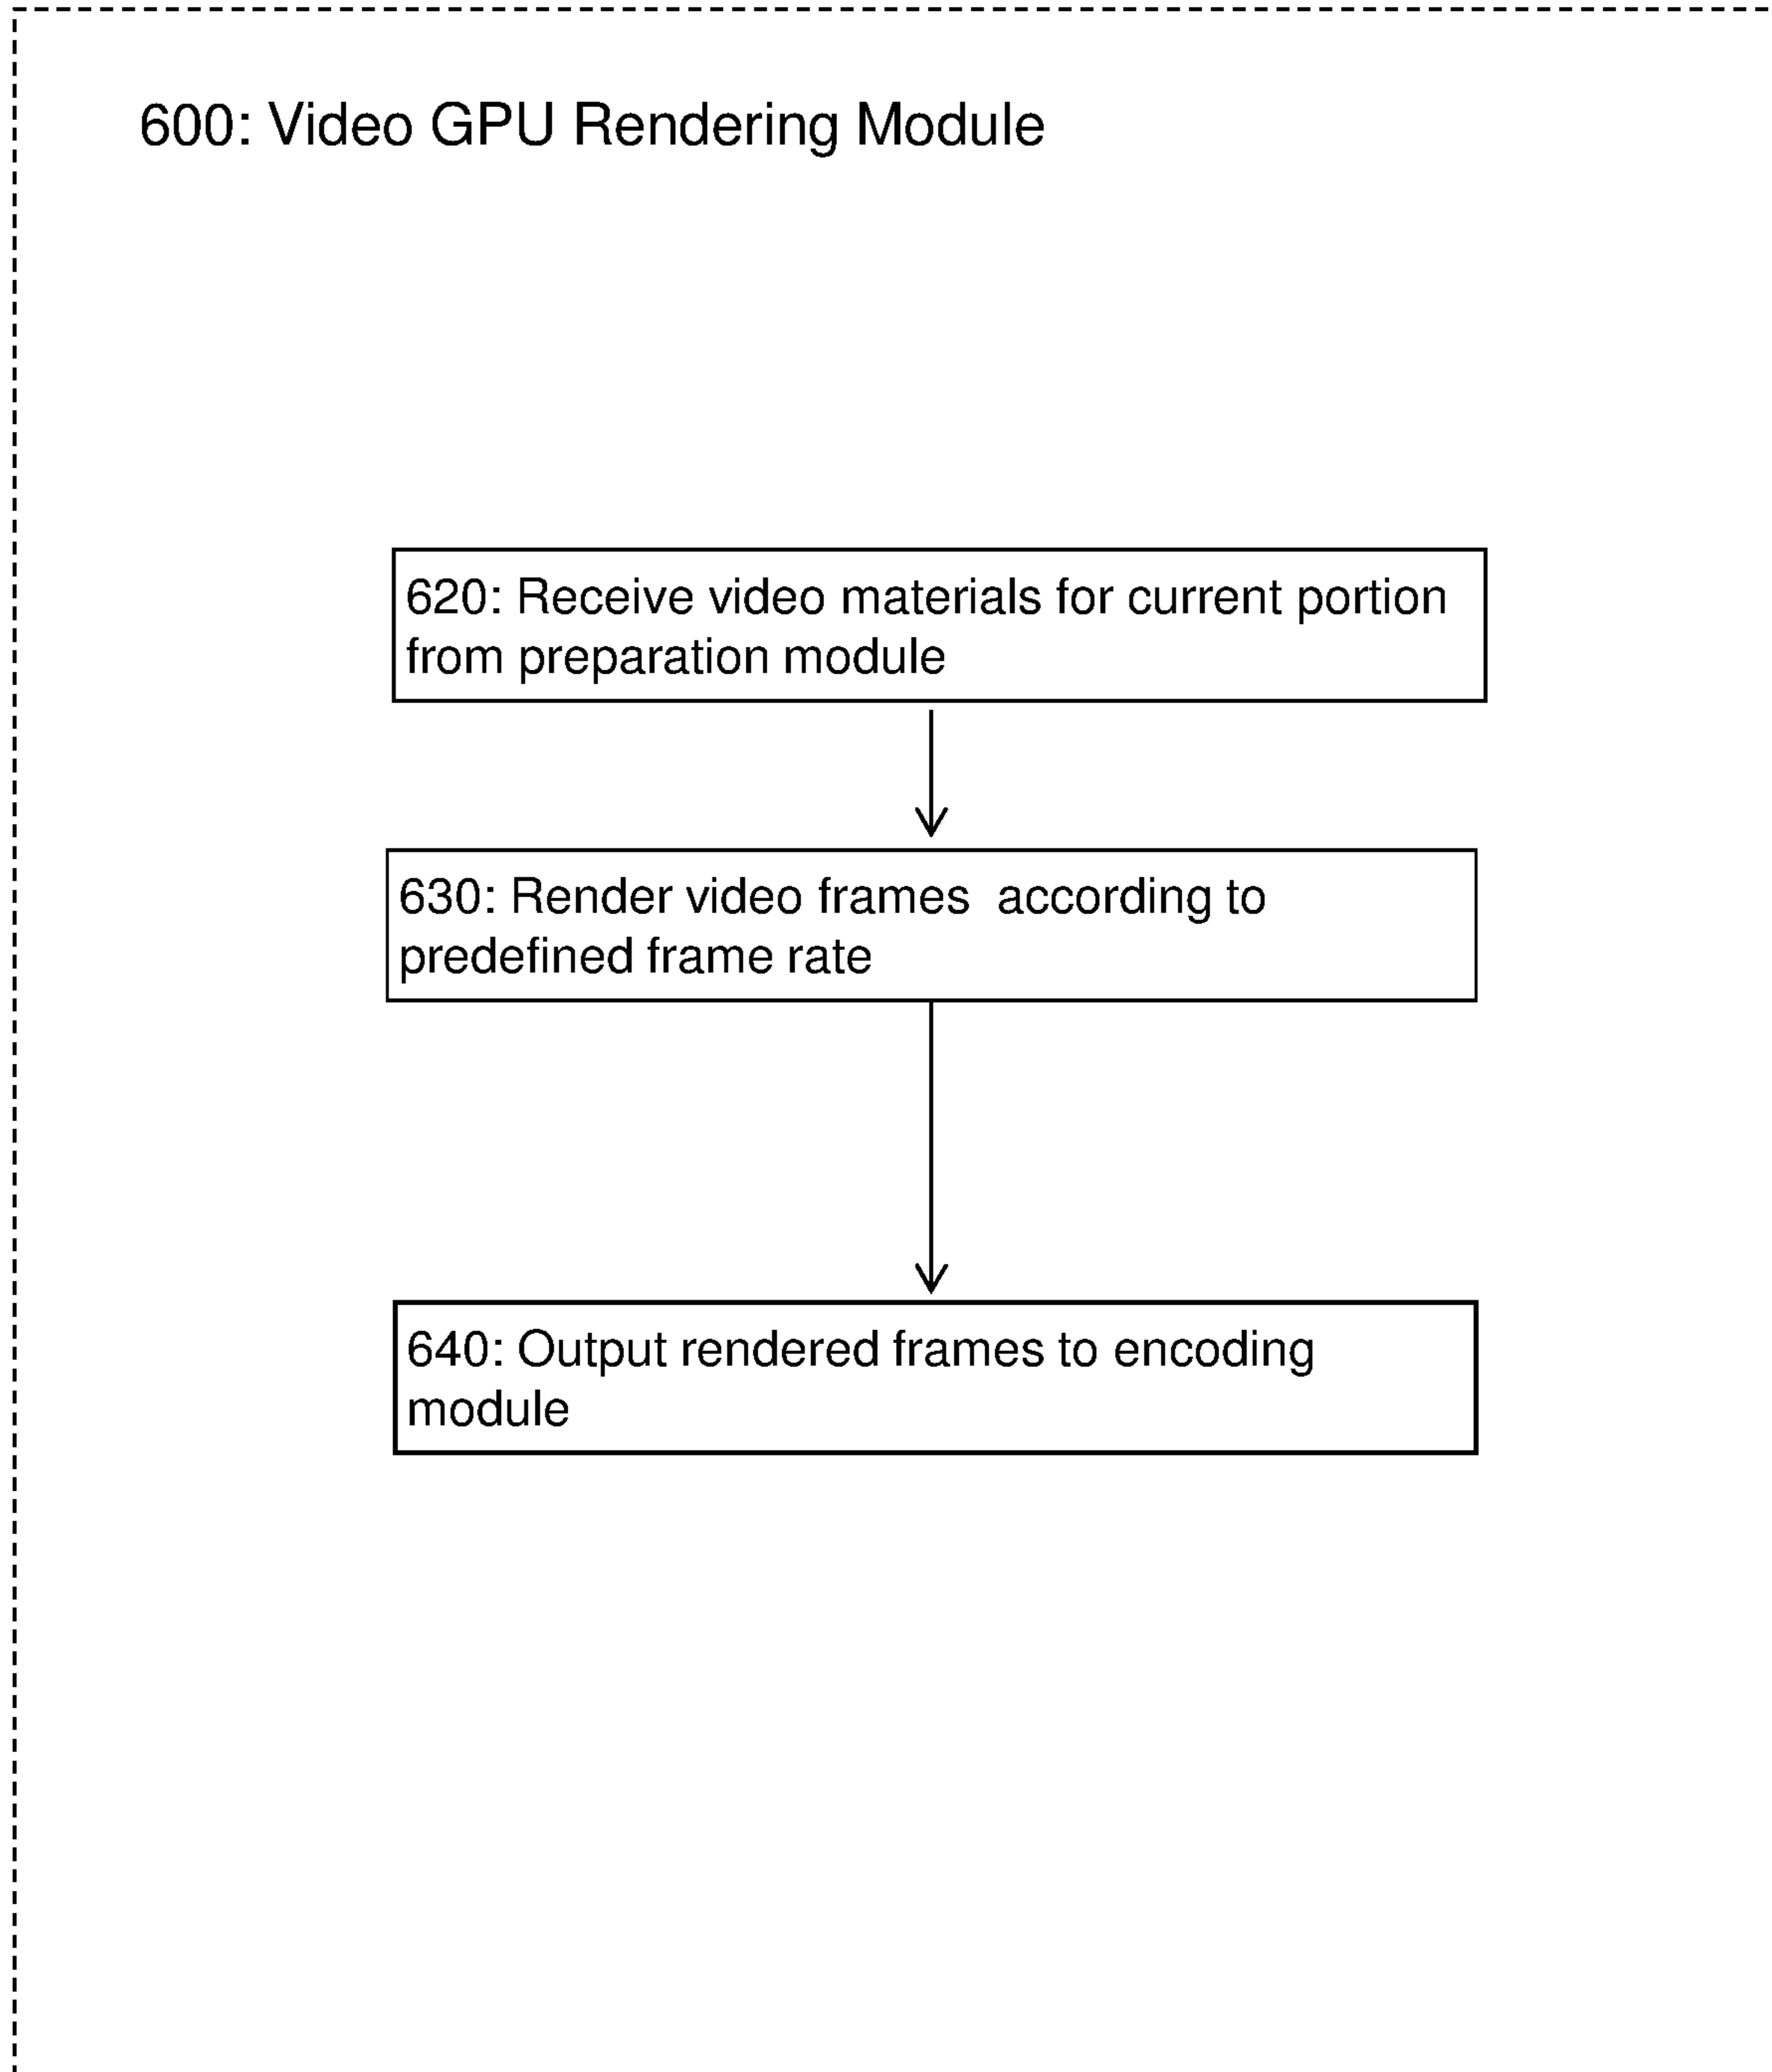 600: Video GPU Rendering Module
620: Receive video materials for current portion
from preparation module
630: Render video frames  according to
predefined frame rate
640: Output rendered frames to encoding
module